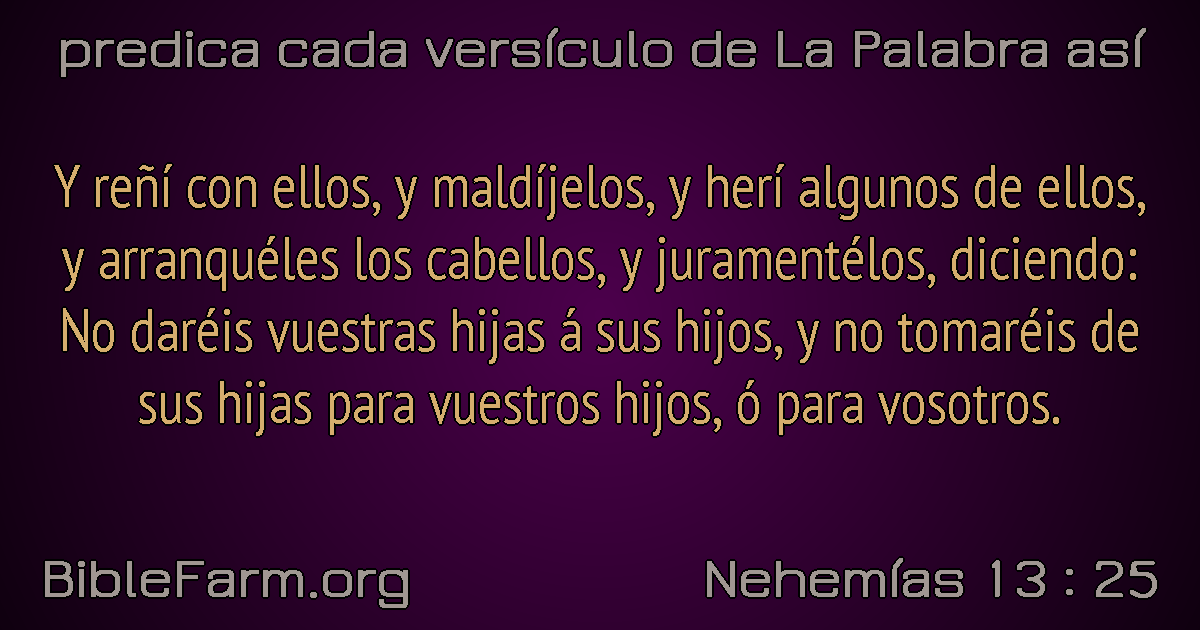 predica cada versículo de La Palabra así
Y reñí con ellos, y maldíjelos, y herí algunos de ellos,
y arranquéles los cabellos, y juramentélos, diciendo:
No daréis vuestras hijas á sus hijos, y no tomaréis de
sus hijas para vuestros hijos, ó para vosotros.
BibleFarm.org
Nehemías 13 : 25